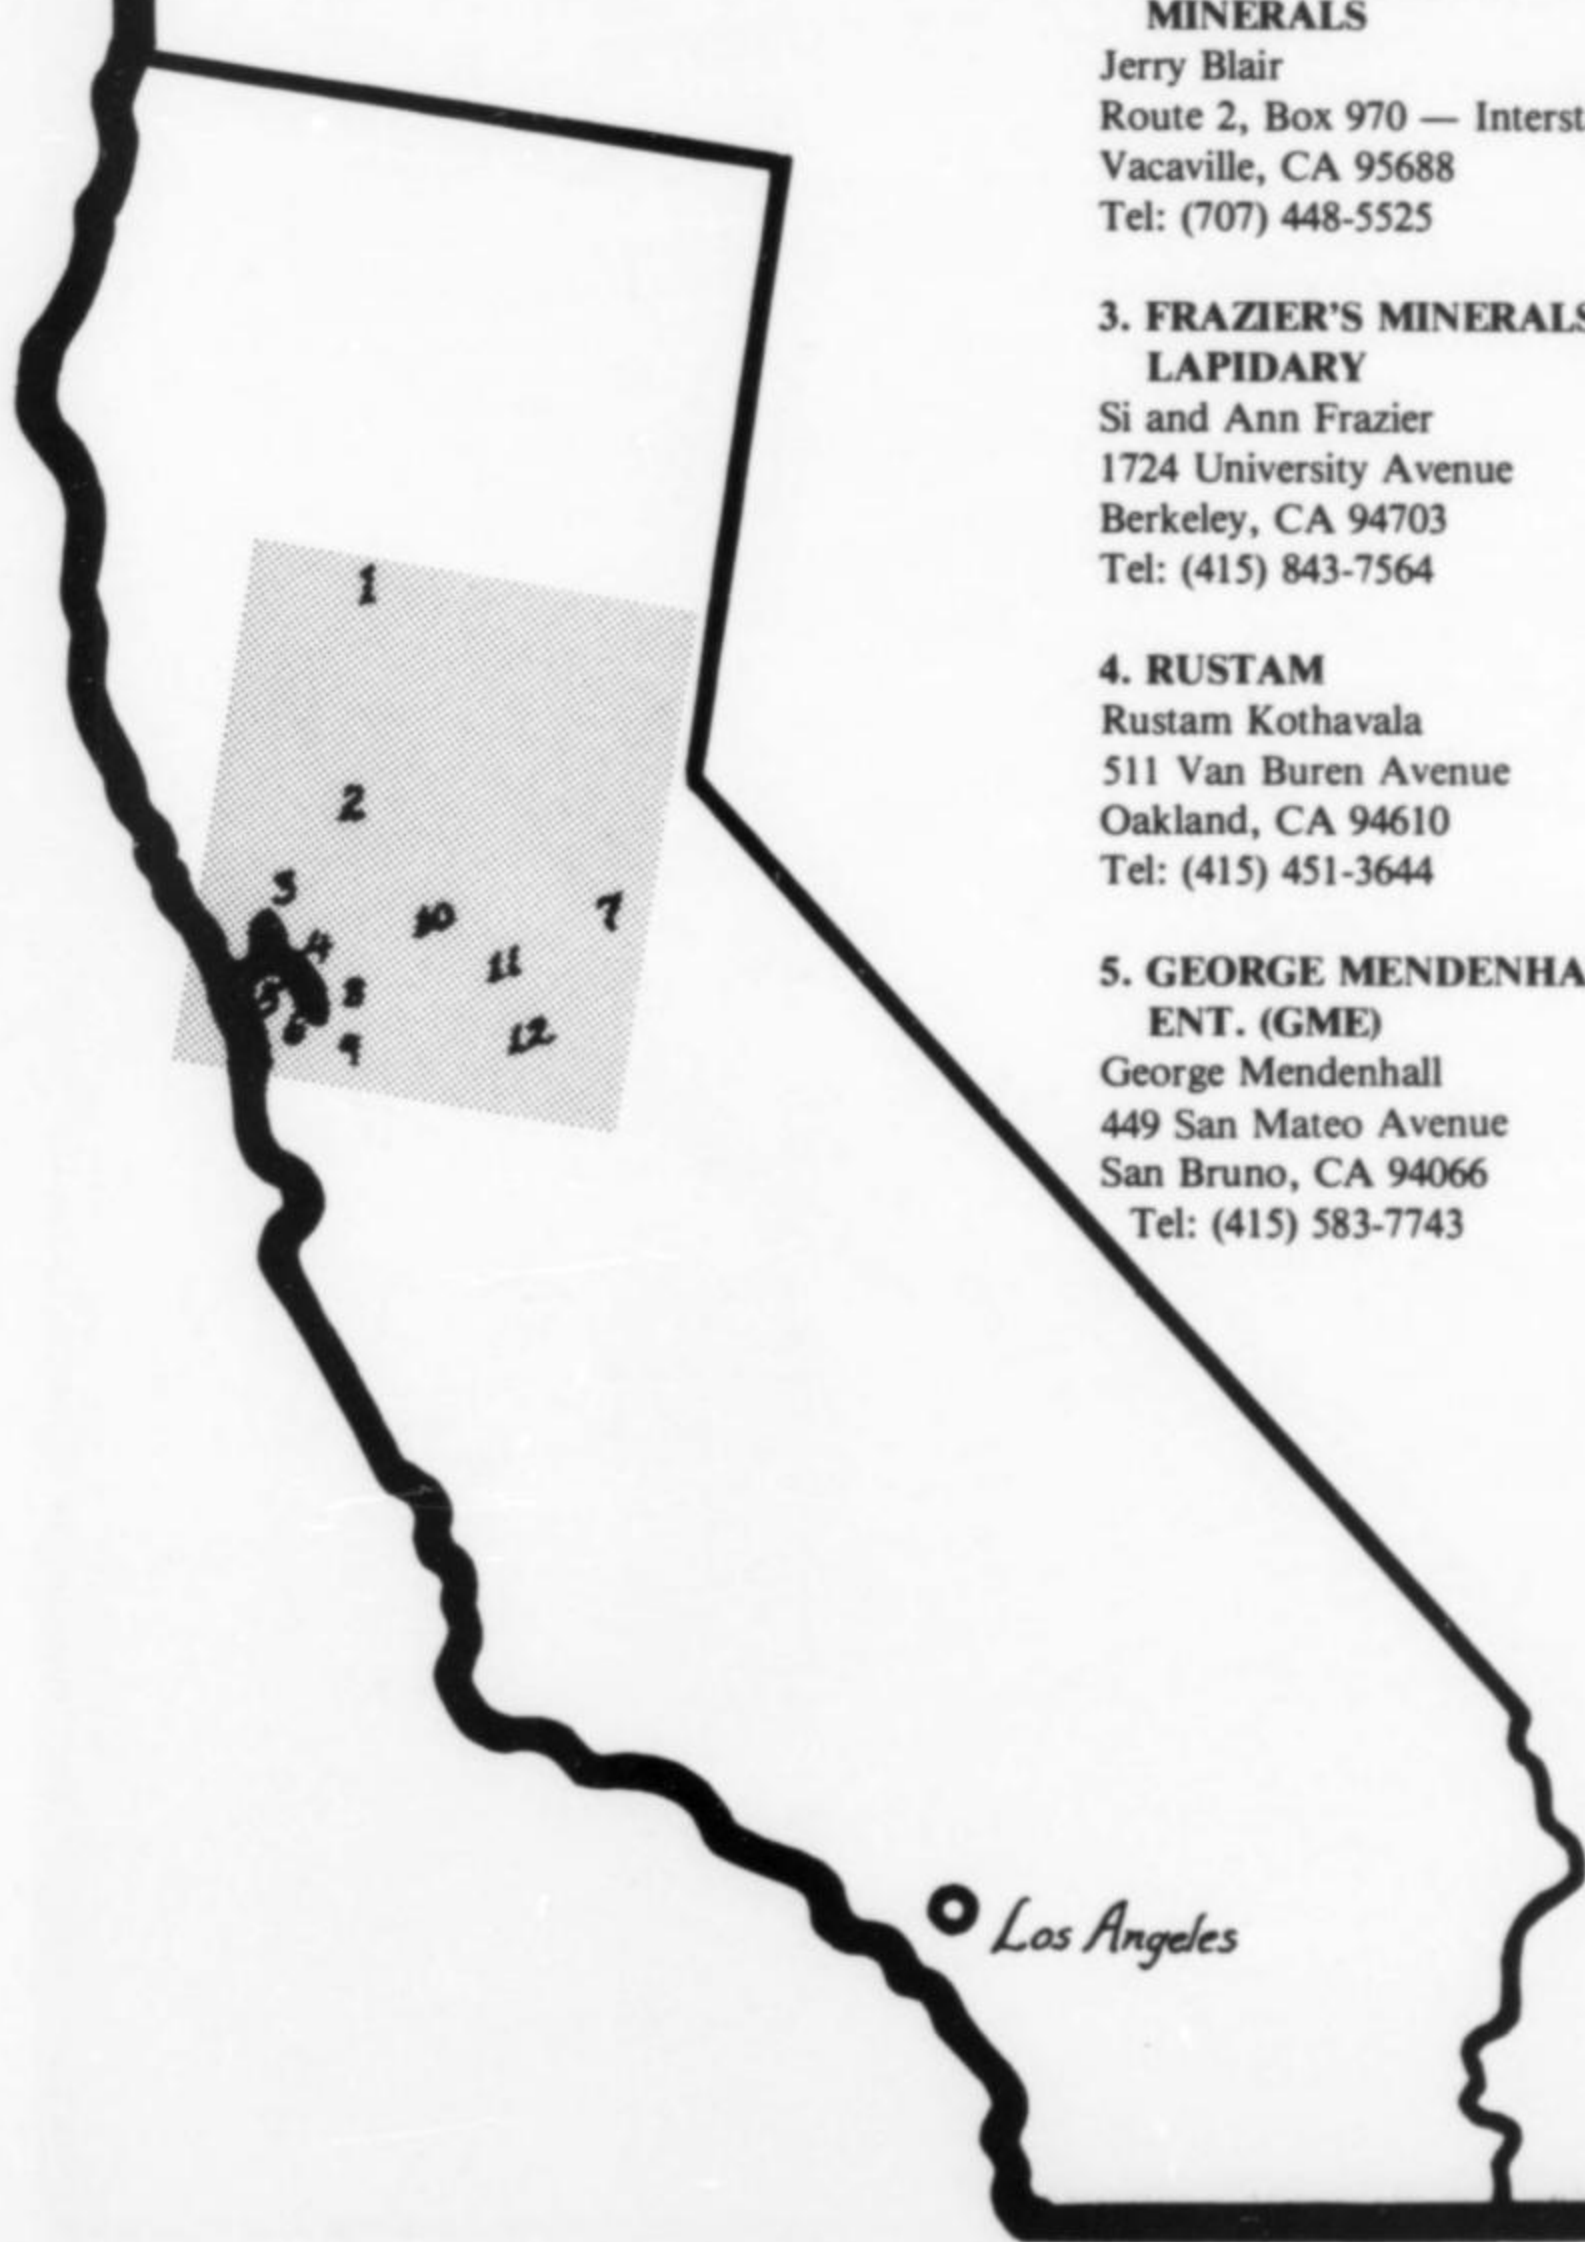 MINERALS
Jerry Blair
Route 2, Box 970 — Interst
Vacaville, CA 95688
Tel: (707) 448-5525
3. FRAZIER'S MINERALS
LAPIDARY
Si and Ann Frazier
1724 University Avenue
Berkeley, CA 94703
Tel: (415) 843-7564
4. RUSTAM
Rustam Kothavala
511 Van Buren Avenue
Oakland, CA 94610
Tel: (415) 451-3644
5. GEORGE MENDENHA
ENT. (GME)
George Mendenhall
449 San Mateo Avenue
San Bruno, CA 94066
Tel: (415) 583-7743
1
2
3
10
7
4
11
5
8
6
9
12
Los Angeles